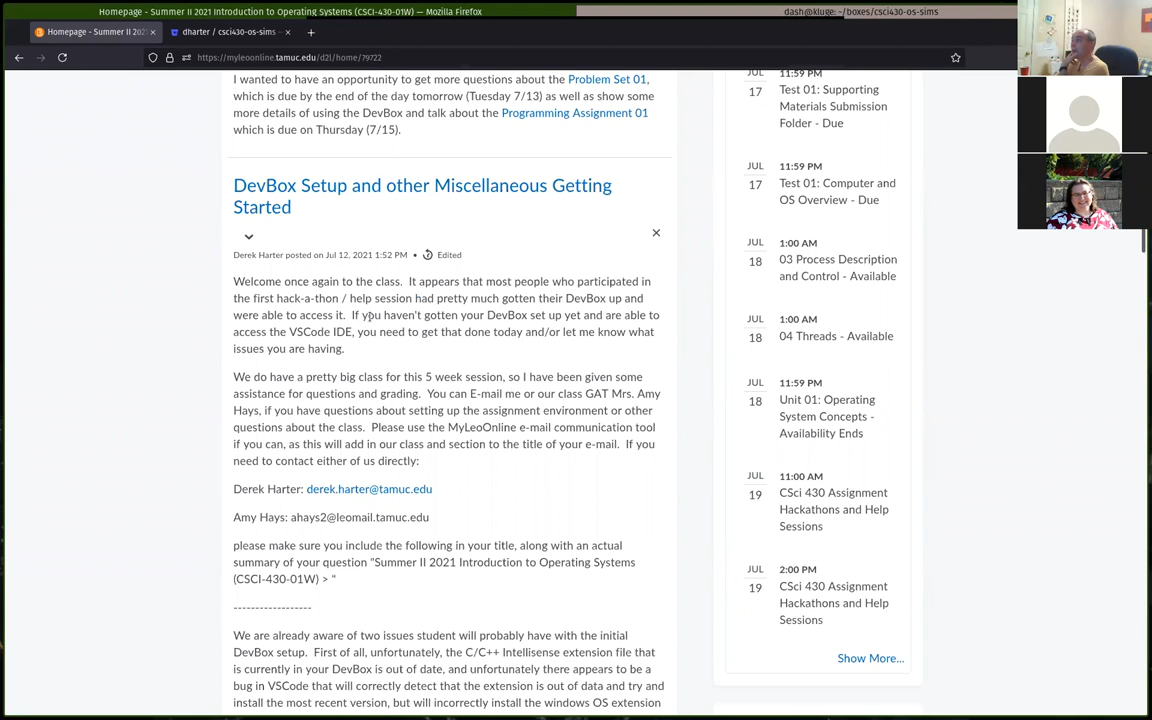 Homepage - Summer II 2021 Introduction to Operating Systems (CSCI-430-01W) — Mozilla Firefox
dash@kluge: ~/boxes/csci430-os-sims
Homepage - Summer II 202
dharter / csci430-os-sims
https://myleoonline.tamuc.edu/d2l/home/79722
I wanted to have an opportunity to get more questions about the Problem Set 01,
which is due by the end of the day tomorrow (Tuesday 7/13) as well as show some
more details of using the DevBox and talk about the Programming Assignment 01
which is due on Thursday (7/15).
DevBox Setup and other Miscellaneous Getting
Started
Derek Harter posted on Jul 12, 2021 1:52 PM • Edited
Welcome once again to the class. It appears that most people who participated in
the first hack-a-thon / help session had pretty much gotten their DevBox up and
were able to access it. If you haven't gotten your DevBox set up yet and are able to
access the VSCode IDE, you need to get that done today and/or let me know what
issues you are having.
We do have a pretty big class for this 5 week session, so I have been given some
assistance for questions and grading. You can E-mail me or our class GAT Mrs. Amy
Hays, if you have questions about setting up the assignment environment or other
questions about the class. Please use the MyLeoOnline e-mail communication tool
if you can, as this will add in our class and section to the title of your e-mail. If you
need to contact either of us directly:
Derek Harter: derek.harter@tamuc.edu
Amy Hays: ahays2@leomail.tamuc.edu
please make sure you include the following in your title, along with an actual
summary of your question "Summer II 2021 Introduction to Operating Systems
(CSCI-430-01W) > "
------------------
We are already aware of two issues student will probably have with the initial
DevBox setup. First of all, unfortunately, the C/C++ Intellisense extension file that
is currently in your DevBox is out of date, and unfortunately there appears to be a
bug in VSCode that will correctly detect that the extension is out of data and try and
install the most recent version, but will incorrectly install the windows OS extension
JUL
17
11:59 PM
Test 01: Supporting
Materials Submission
Folder - Due
JUL
17
11:59 PM
Test 01: Computer and
OS Overview - Due
JUL
18
1:00 AM
03 Process Description
and Control - Available
JUL
18
1:00 AM
04 Threads - Available
JUL
18
11:59 PM
Unit 01: Operating
System Concepts -
Availability Ends
JUL
19
11:00 AM
CSci 430 Assignment
Hackathons and Help
Sessions
JUL
19
2:00 PM
CSci 430 Assignment
Hackathons and Help
Sessions
Show More...